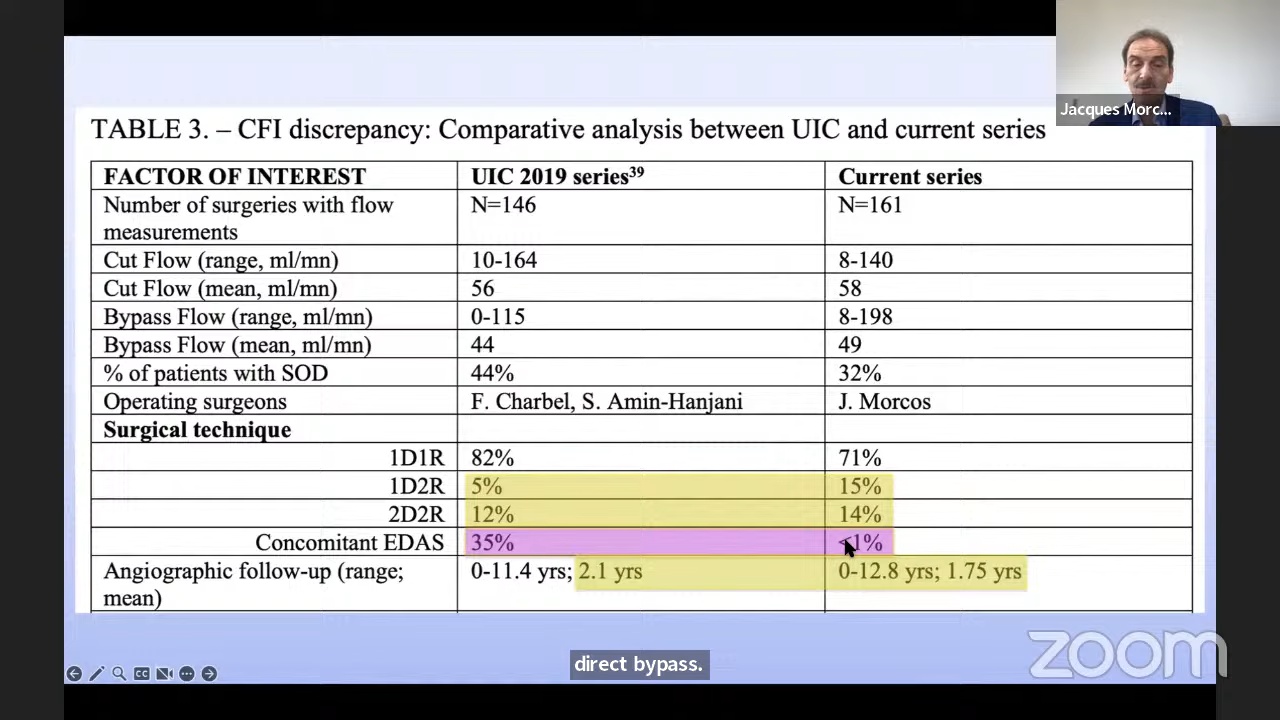 Jacques Morc...
TABLE 3. – CFI discrepancy: Comparative analysis between UIC and current series
FACTOR OF INTEREST UIC 2019 series39 Current series
Number of surgeries with flow measurements N=146 N=161
Cut Flow (range, ml/mn) 10-164 8-140
Cut Flow (mean, ml/mn) 56 58
Bypass Flow (range, ml/mn) 0-115 8-198
Bypass Flow (mean, ml/mn) 44 49
% of patients with SOD 44% 32%
Operating surgeons F. Charbel, S. Amin-Hanjani J. Morcos
Surgical technique
1D1R 82% 71%
1D2R 5% 15%
2D2R 12% 14%
Concomitant EDAS 35% <1%
Angiographic follow-up (range; mean) 0-11.4 yrs; 2.1 yrs 0-12.8 yrs; 1.75 yrs
zoom
direct bypass.
CC